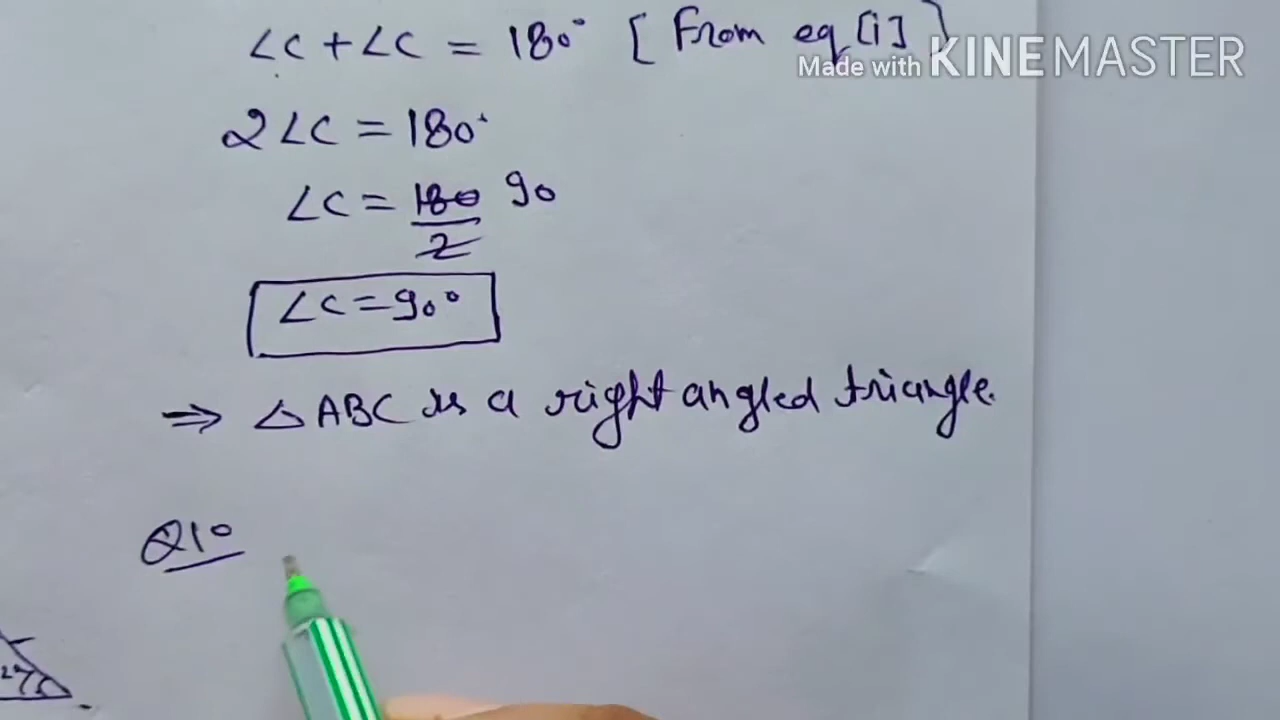 ∠C + ∠C = 180° [ From eq [i] ]
Made with KINEMASTER
2∠C = 180°
∠C = 180/2 90
∠C = 90°
⇒ △ABC is a right angled triangle.
Q10